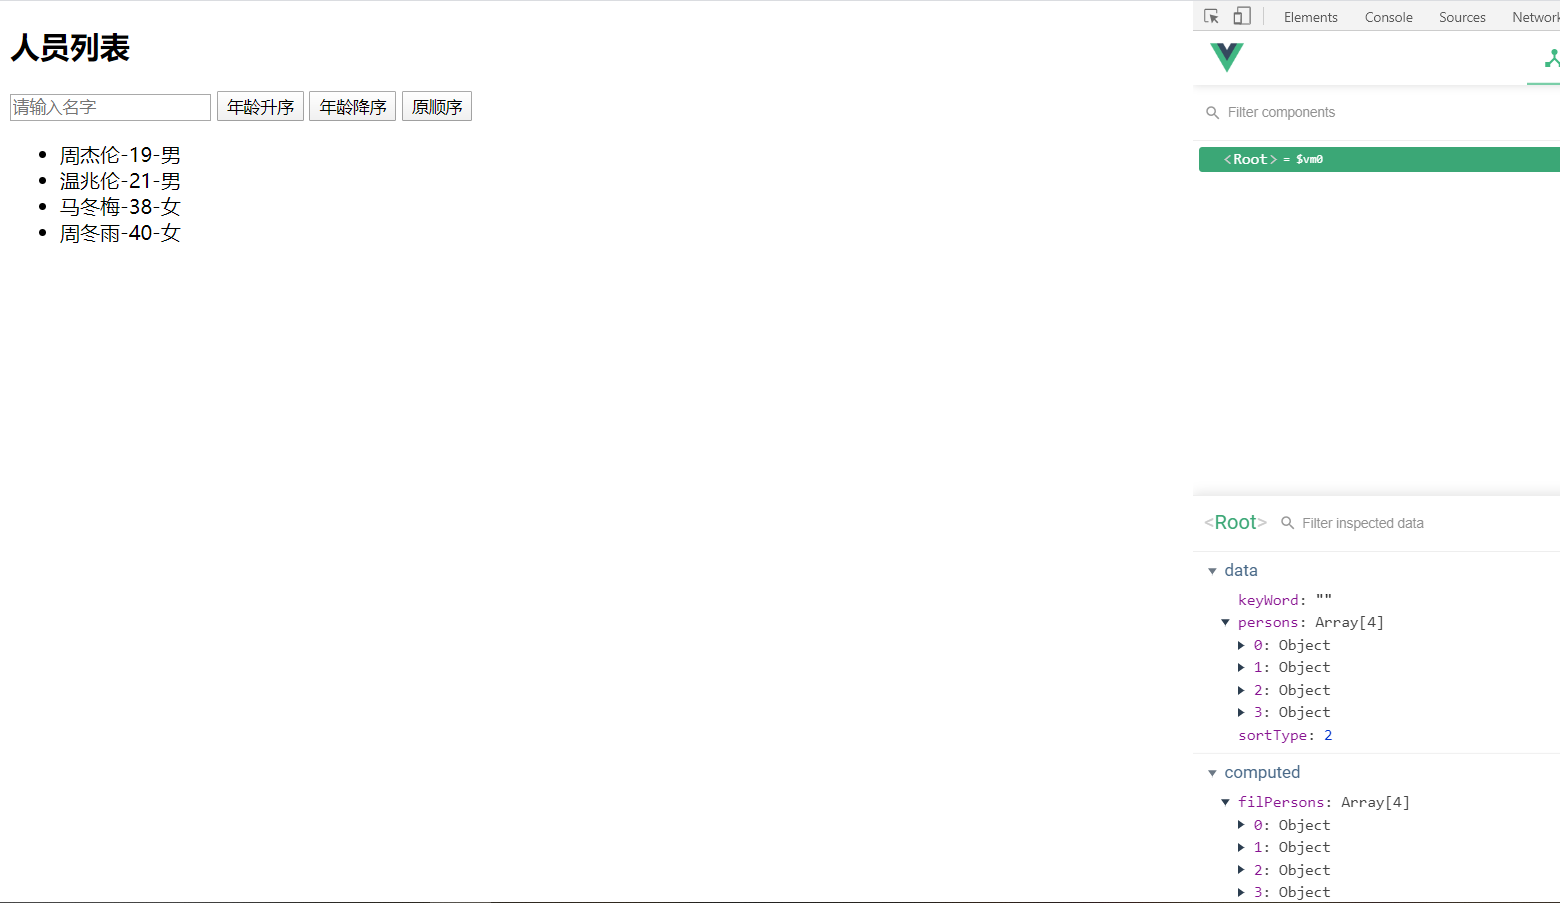 人员列表
请输入名字 年龄升序 年龄降序 原顺序
周杰伦-19-男
温兆伦-21-男
马冬梅-38-女
周冬雨-40-女
Elements Console Sources
Filter components
<Root> = $vm0
<Root> Filter inspected data
data
keyWord: ""
persons: Array[4]
0: Object
1: Object
2: Object
3: Object
sortType: 2
computed
filPersons: Array[4]
0: Object
1: Object
2: Object
3: Object